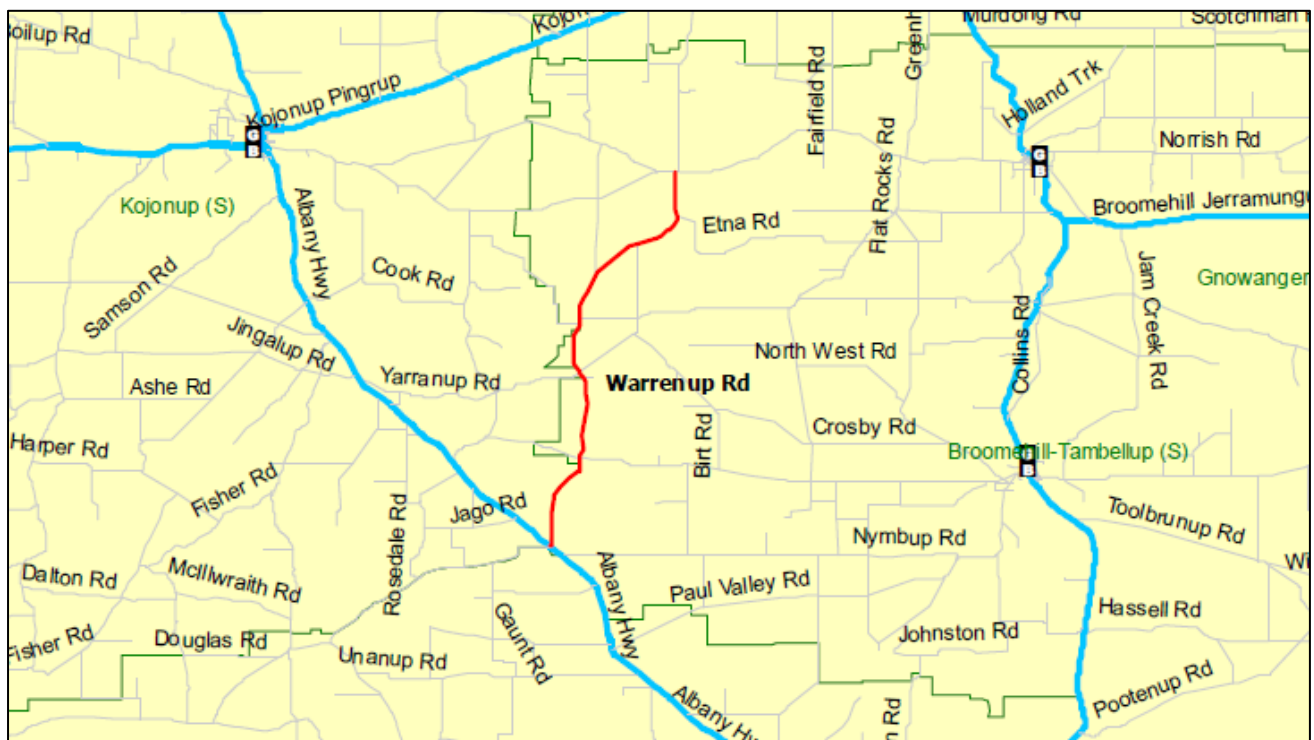 Boilup Rd
Kojonup Pingrup
Murdong Rd
Fairfield Rd
Holland Trk
Norrish Rd
Albany Hwy
Kojonup (S)
Flat Rocks Rd
Broomehill Jerramungu
Etna Rd
Samson Rd
Cook Rd
Jam Creek Rd
Gnowanger
Jingalup Rd
Collins Rd
North West Rd
Yarranup Rd
Warrenup Rd
Ashe Rd
Birt Rd
Crosby Rd
Harper Rd
Broomehill-Tambellup (S)
Fisher Rd
Jago Rd
Toolbrunup Rd
Rosedale Rd
Nymbup Rd
McIllwraith Rd
Dalton Rd
Albany Hwy
Paul Valley Rd
Hassell Rd
Fisher Rd
Douglas Rd
Gaunt Rd
Johnston Rd
Unanup Rd
Pootenup Rd
Albany Hw